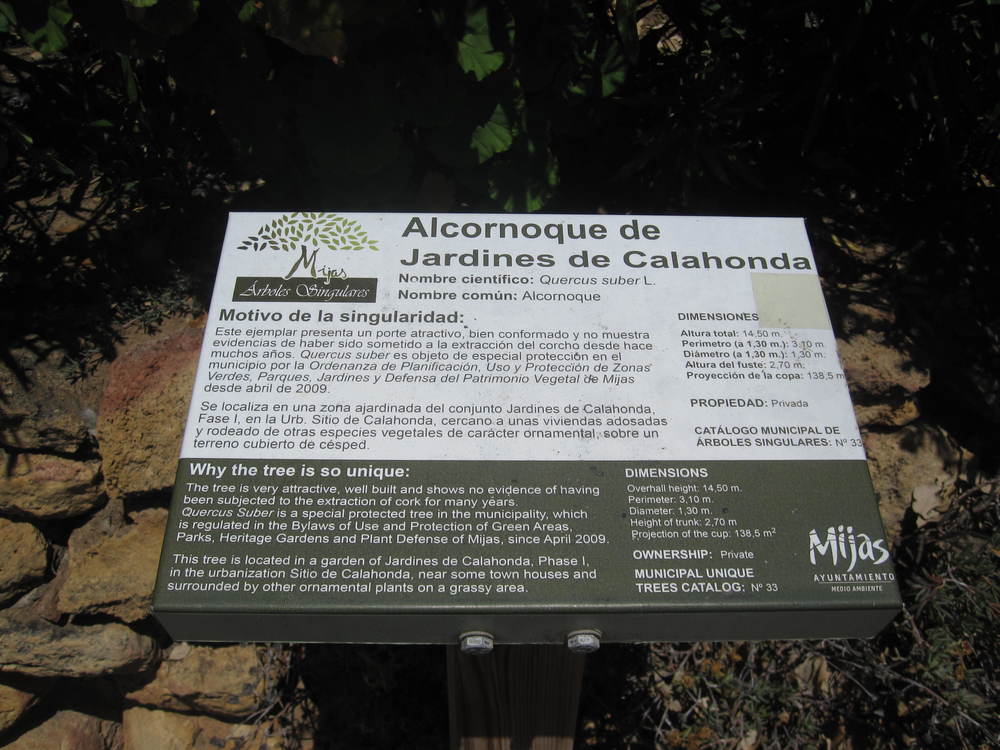 Mijas
Árboles Singulares
Alcornoque de
Jardines de Calahonda
Nombre científico: Quercus suber L.
Nombre común: Alcornoque
Motivo de la singularidad:
Este ejemplar presenta un porte atractivo, bien conformado y no muestra
evidencias de haber sido sometido a la extracción del corcho desde hace
muchos años. Quercus suber es objeto de especial protección en el
municipio por la Ordenanza de Planificación, Uso y Protección de Zonas
Verdes, Parques, Jardines y Defensa del Patrimonio Vegetal de Mijas
desde abril de 2009.
Se localiza en una zona ajardinada del conjunto Jardines de Calahonda,
Fase I, en la Urb. Sitio de Calahonda, cercano a unas viviendas adosadas
y rodeado de otras especies vegetales de carácter ornamental, sobre un
terreno cubierto de césped.
DIMENSIONES
Altura total: 14,50 m.
Perimetro (a 1,30 m.): 3,10 m.
Diámetro (a 1,30 m.): 1,30 m.
Altura del fuste: 2,70 m.
Proyección de la copa: 138,5 m
PROPIEDAD: Privada
CATÁLOGO MUNICIPAL DE
ÁRBOLES SINGULARES: Nº 33
Why the tree is so unique:
The tree is very attractive, well built and shows no evidence of having
been subjected to the extraction of cork for many years.
Quercus Suber is a special protected tree in the municipality, which
is regulated in the Bylaws of Use and Protection of Green Areas,
Parks, Heritage Gardens and Plant Defense of Mijas, since April 2009.
This tree is located in a garden of Jardines de Calahonda, Phase I,
in the urbanization Sitio de Calahonda, near some town houses and
surrounded by other ornamental plants on a grassy area.
DIMENSIONS
Overhall height: 14,50 m.
Perimeter: 3,10 m.
Diameter: 1,30 m.
Height of trunk: 2,70 m
Projection of the cup: 138,5 m²
OWNERSHIP: Private
MUNICIPAL UNIQUE
TREES CATALOG: Nº 33
Mijas
AYUNTAMIENTO
MEDIO AMBIENTE